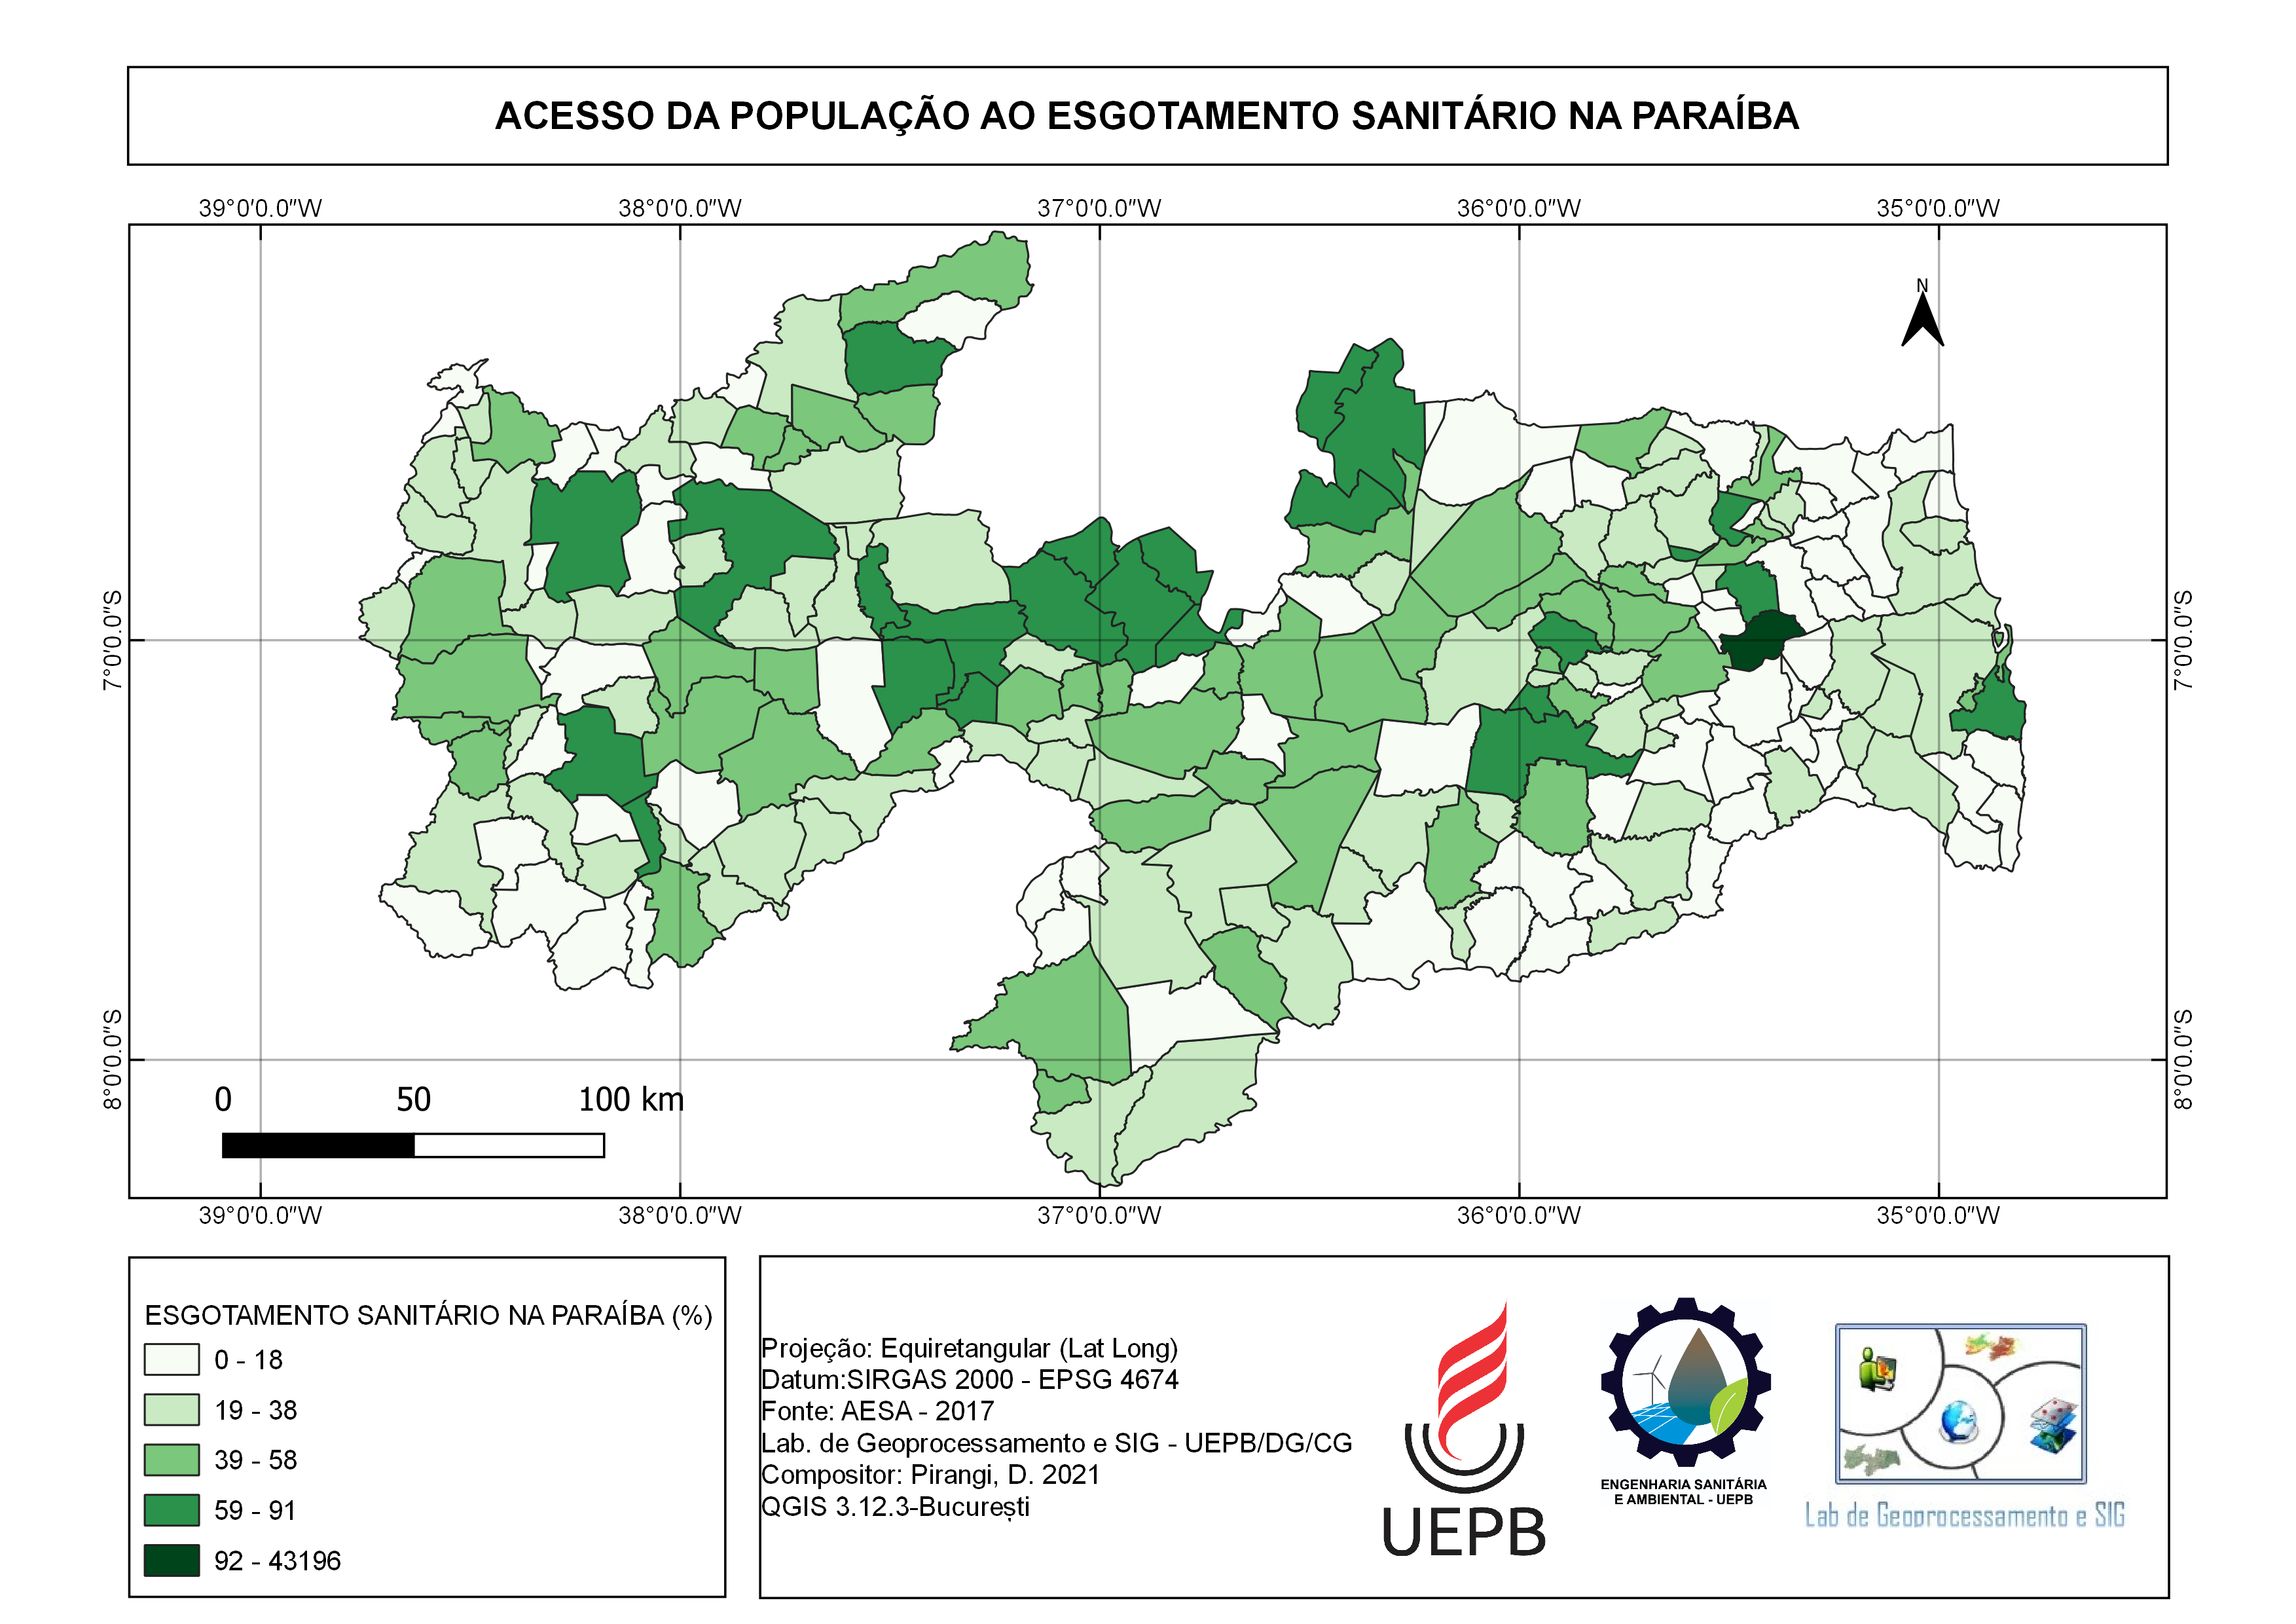 ACESSO DA POPULAÇÃO AO ESGOTAMENTO SANITÁRIO NA PARAÍBA
39°0'0.0"W 38°0'0.0"W 37°0'0.0"W 36°0'0.0"W 35°0'0.0"W
N
7°0'0.0"S 7°0'0.0"S
8°0'0.0"S 8°0'0.0"S
0 50 100 km
39°0'0.0"W 38°0'0.0"W 37°0'0.0"W 36°0'0.0"W 35°0'0.0"W
ESGOTAMENTO SANITÁRIO NA PARAÍBA (%)
0 - 18
19 - 38
39 - 58
59 - 91
92 - 43196
Projeção: Equiretangular (Lat Long)
Datum:SIRGAS 2000 - EPSG 4674
Fonte: AESA - 2017
Lab. de Geoprocessamento e SIG - UEPB/DG/CG
Compositor: Pirangi, D. 2021
QGIS 3.12.3-București
UEPB
ENGENHARIA SANITÁRIA
E AMBIENTAL - UEPB
Lab de Geoprocessamento e SIG